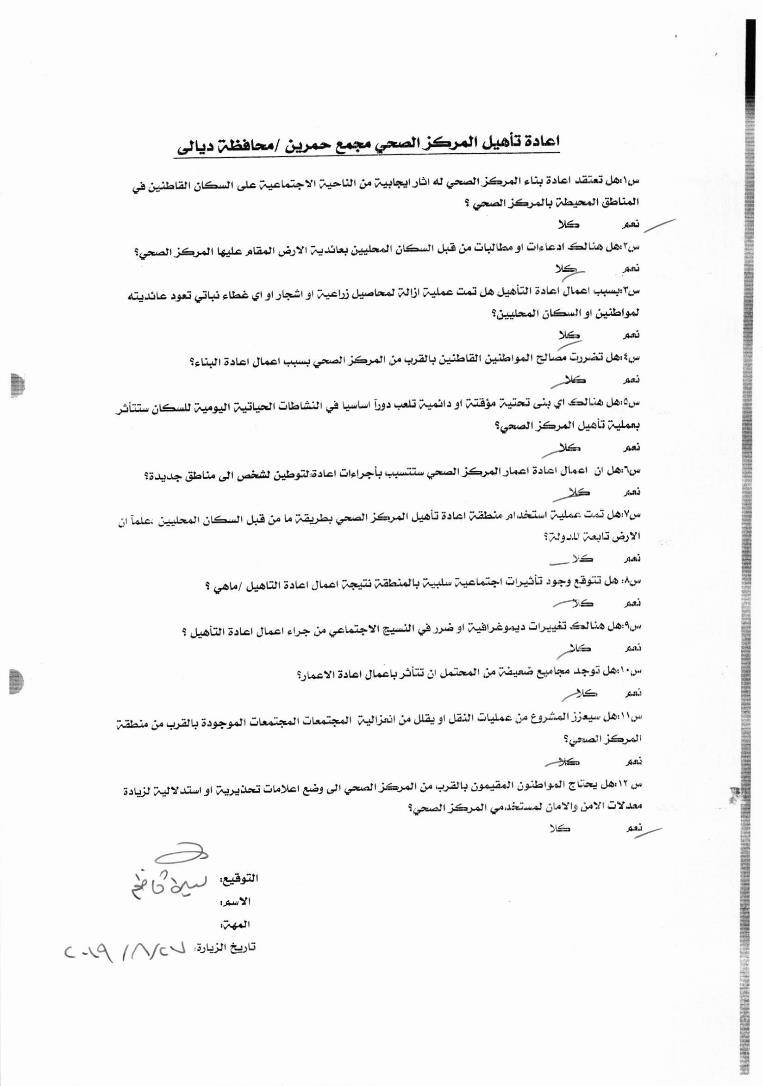 اعادة تأهيل المركز الصحي مجمع حمرين /محافظة ديالى
س١:هل تعتقد اعادة بناء المركز الصحي له اثار ايجابية من الناحية الاجتماعية على السكان القاطنين في
المناطق المحيطة بالمركز الصحي ؟
نعم كلا
س٢:هل هنالك ادعاءات او مطالبات من قبل السكان المحليين بعائدية الارض المقام عليها المركز الصحي؟
نعم كلا
س٣:بسبب اعمال اعادة التأهيل هل تمت عملية ازالة لمحاصيل زراعية او اشجار او اي غطاء نباتي تعود عائديته
لمواطنين او السكان المحليين؟
نعم كلا
س٤:هل تضررت مصالح المواطنين القاطنين بالقرب من المركز الصحي بسبب اعمال اعادة البناء؟
نعم كلا
س٥:هل هنالك اي بنى تحتية مؤقتة او دائمية تلعب دوراً اساسيا في النشاطات الحياتية اليومية للسكان ستتأثر
بعملية تأهيل المركز الصحي؟
نعم كلا
س٦:هل ان اعمال اعادة اعمار المركز الصحي ستتسبب بأجراءات اعادة التوطين لشخص الى مناطق جديدة؟
نعم كلا
س٧:هل تمت عملية استخدام منطقة اعادة تأهيل المركز الصحي بطريقة ما من قبل السكان المحليين ،علماً ان
الارض تابعة للدولة؟
نعم كلا
س٨: هل تتوقع وجود تأثيرات اجتماعية سلبية بالمنطقة نتيجة اعمال اعادة التاهيل /ماهي ؟
نعم كلا
س٩:هل هنالك تغييرات ديموغرافية او ضرر في النسيج الاجتماعي من جراء اعمال اعادة التأهيل ؟
نعم كلا
س١٠:هل توجد مجاميع ضعيفة من المحتمل ان تتأثر باعمال اعادة الاعمار؟
نعم كلا
س١١:هل سيعزز المشروع من عمليات النقل او يقلل من انعزالية المجتمعات المجتمعات الموجودة بالقرب من منطقة
المركز الصحي؟
نعم كلا
س١٢:هل يحتاج المواطنون المقيمون بالقرب من المركز الصحي الى وضع اعلامات تحذيرية او استدلالية لزيادة
معدلات الامن والامان لمستخدمي المركز الصحي؟
نعم كلا
التوقيع:
الاسم:
المهنة:
تاريخ الزيارة: ٢٠١٩/٨/٢٧